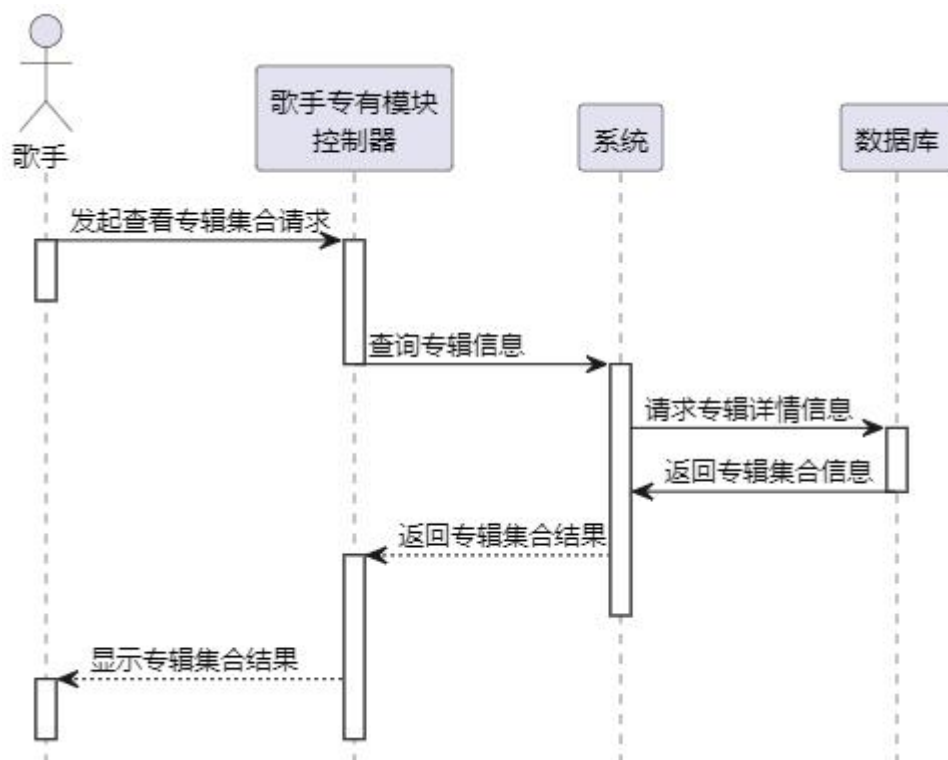 歌手
歌手专有模块
控制器
系统
数据库
发起查看专辑集合请求
查询专辑信息
请求专辑详情信息
返回专辑集合信息
返回专辑集合结果
显示专辑集合结果